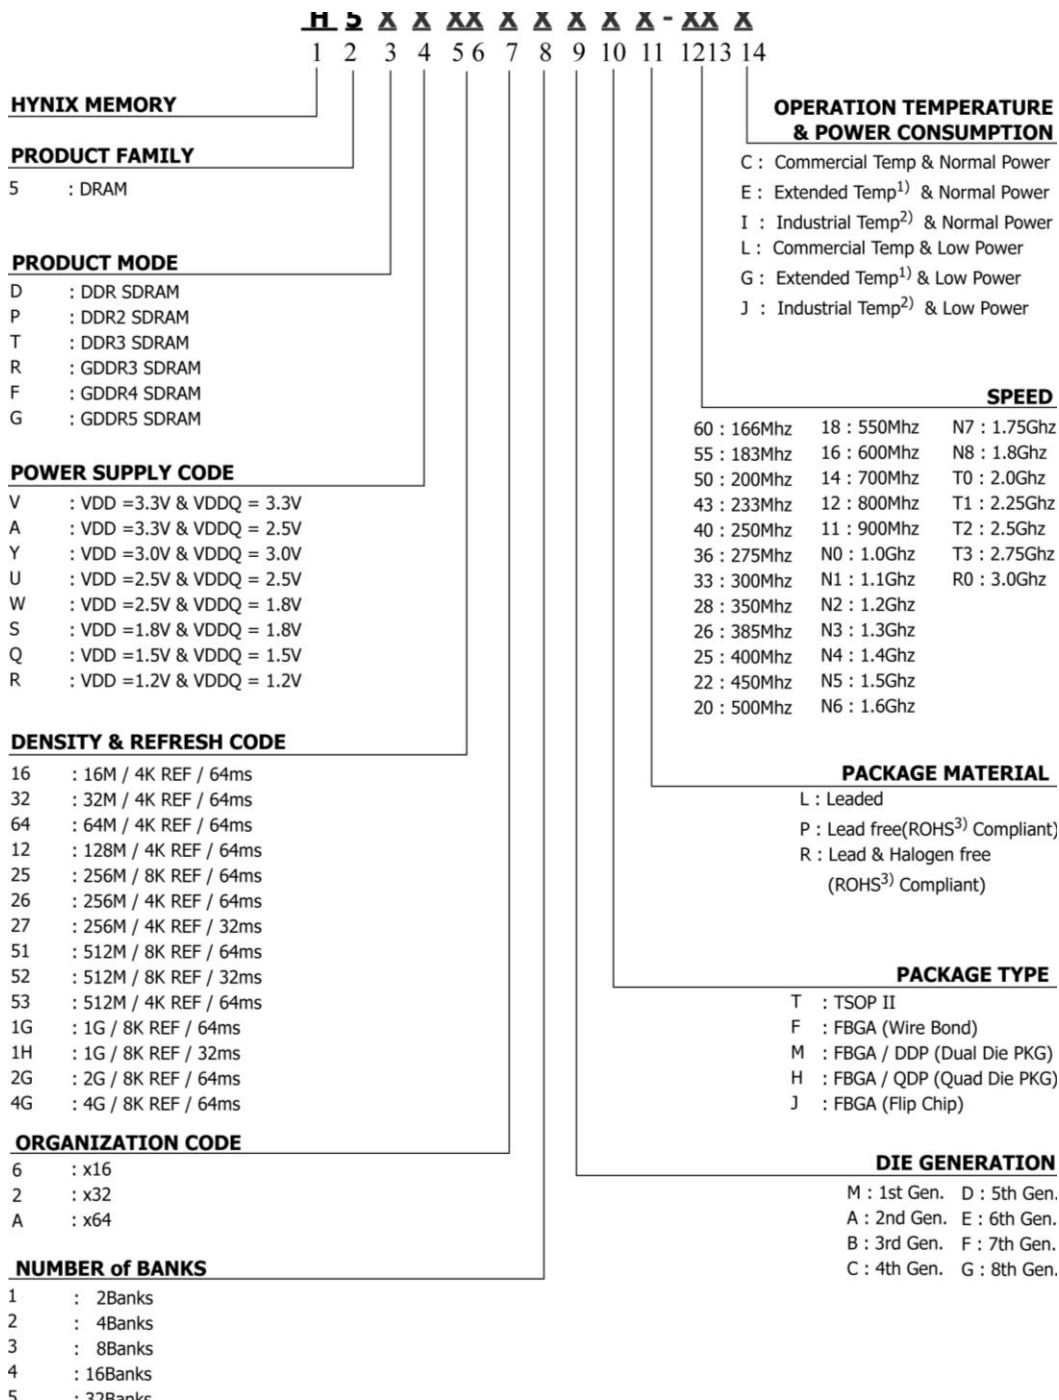 H 5 X X XX X X X X X - XX X
1 2 3 4 5 6 7 8 9 10 11 1213 14
HYNIX MEMORY
PRODUCT FAMILY
5 : DRAM
PRODUCT MODE
D : DDR SDRAM
P : DDR2 SDRAM
T : DDR3 SDRAM
R : GDDR3 SDRAM
F : GDDR4 SDRAM
G : GDDR5 SDRAM
POWER SUPPLY CODE
V : VDD =3.3V & VDDQ = 3.3V
A : VDD =3.3V & VDDQ = 2.5V
Y : VDD =3.0V & VDDQ = 3.0V
U : VDD =2.5V & VDDQ = 2.5V
W : VDD =2.5V & VDDQ = 1.8V
S : VDD =1.8V & VDDQ = 1.8V
Q : VDD =1.5V & VDDQ = 1.5V
R : VDD =1.2V & VDDQ = 1.2V
DENSITY & REFRESH CODE
16 : 16M / 4K REF / 64ms
32 : 32M / 4K REF / 64ms
64 : 64M / 4K REF / 64ms
12 : 128M / 4K REF / 64ms
25 : 256M / 8K REF / 64ms
26 : 256M / 4K REF / 64ms
27 : 256M / 4K REF / 32ms
51 : 512M / 8K REF / 64ms
52 : 512M / 8K REF / 32ms
53 : 512M / 4K REF / 64ms
1G : 1G / 8K REF / 64ms
1H : 1G / 8K REF / 32ms
2G : 2G / 8K REF / 64ms
4G : 4G / 8K REF / 64ms
ORGANIZATION CODE
6 : x16
2 : x32
A : x64
NUMBER of BANKS
1 : 2Banks
2 : 4Banks
3 : 8Banks
4 : 16Banks
5 : 32Banks
OPERATION TEMPERATURE
& POWER CONSUMPTION
C : Commercial Temp & Normal Power
E : Extended Temp1) & Normal Power
I : Industrial Temp2) & Normal Power
L : Commercial Temp & Low Power
G : Extended Temp1) & Low Power
J : Industrial Temp2) & Low Power
SPEED
60 : 166Mhz 18 : 550Mhz N7 : 1.75Ghz
55 : 183Mhz 16 : 600Mhz N8 : 1.8Ghz
50 : 200Mhz 14 : 700Mhz T0 : 2.0Ghz
43 : 233Mhz 12 : 800Mhz T1 : 2.25Ghz
40 : 250Mhz 11 : 900Mhz T2 : 2.5Ghz
36 : 275Mhz N0 : 1.0Ghz T3 : 2.75Ghz
33 : 300Mhz N1 : 1.1Ghz R0 : 3.0Ghz
28 : 350Mhz N2 : 1.2Ghz
26 : 385Mhz N3 : 1.3Ghz
25 : 400Mhz N4 : 1.4Ghz
22 : 450Mhz N5 : 1.5Ghz
20 : 500Mhz N6 : 1.6Ghz
PACKAGE MATERIAL
L : Leaded
P : Lead free(ROHS3) Compliant)
R : Lead & Halogen free
(ROHS3) Compliant)
PACKAGE TYPE
T : TSOP II
F : FBGA (Wire Bond)
M : FBGA / DDP (Dual Die PKG)
H : FBGA / QDP (Quad Die PKG)
J : FBGA (Flip Chip)
DIE GENERATION
M : 1st Gen. D : 5th Gen.
A : 2nd Gen. E : 6th Gen.
B : 3rd Gen. F : 7th Gen.
C : 4th Gen. G : 8th Gen.